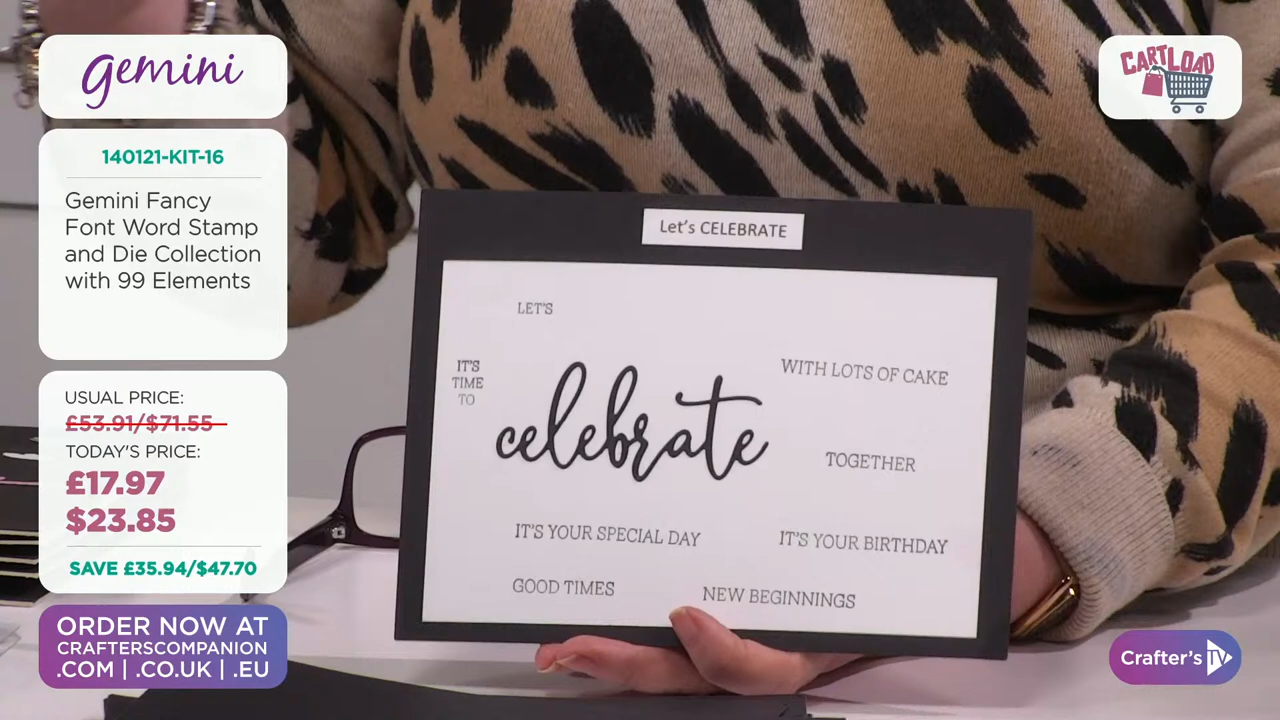 gemini
140121-KIT-16
Gemini Fancy
Font Word Stamp
and Die Collection
with 99 Elements
USUAL PRICE:
£53.91/$71.55
TODAY'S PRICE:
£17.97
$23.85
SAVE £35.94/$47.70
ORDER NOW AT
CRAFTERSCOMPANION
.COM | .CO.UK | .EU
CARTLOAD
Let's CELEBRATE
LET'S
IT'S
TIME
TO
celebrate
WITH LOTS OF CAKE
TOGETHER
IT'S YOUR SPECIAL DAY
IT'S YOUR BIRTHDAY
GOOD TIMES
NEW BEGINNINGS
Crafter's TV